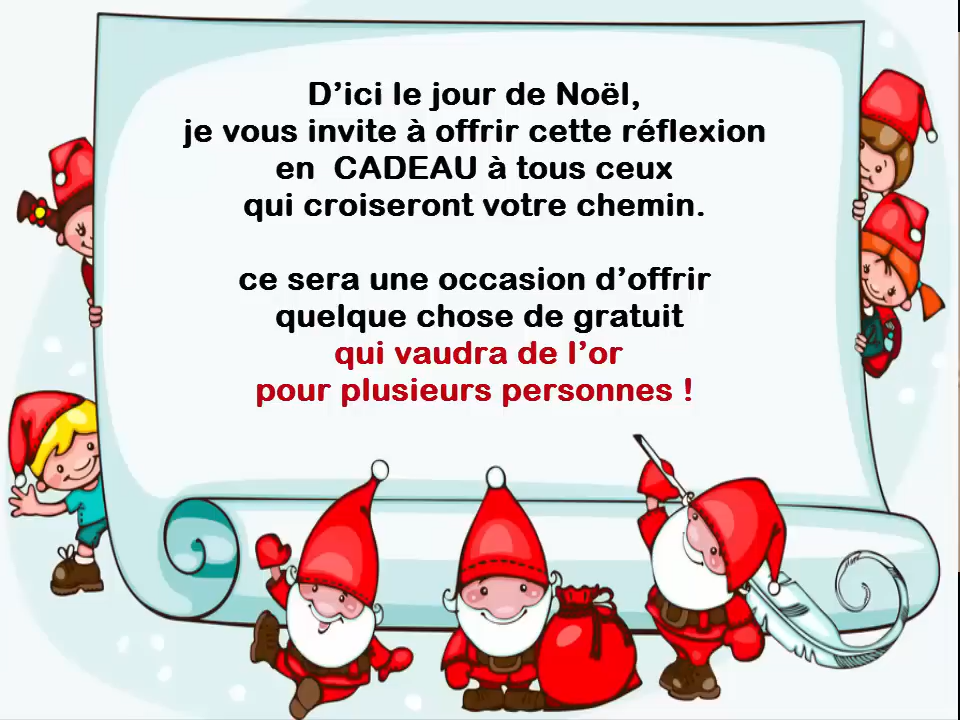 D’ici le jour de Noël,
je vous invite à offrir cette réflexion
en CADEAU à tous ceux
qui croiseront votre chemin.
ce sera une occasion d’offrir
quelque chose de gratuit
qui vaudra de l’or
pour plusieurs personnes !